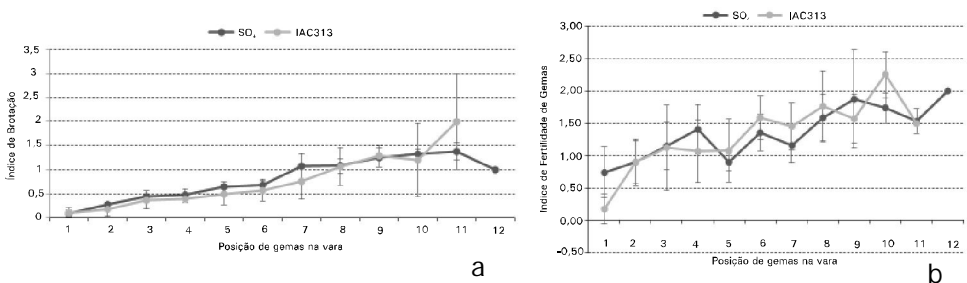 SO₄ IAC313
3,5
3
2,5
2
1,5
1
0,5
0
Índice de Brotação
1 2 3 4 5 6 7 8 9 10 11 12
Posição de gemas na vara
a
SO IAC313
3,00
2,50
2,00
1,50
1,00
0,50
0,00
-0,50
Indice de Fertilidade de Gemas
1 2 3 4 5 6 7 8 9 10 11 12
Posição de gemas na vara
b